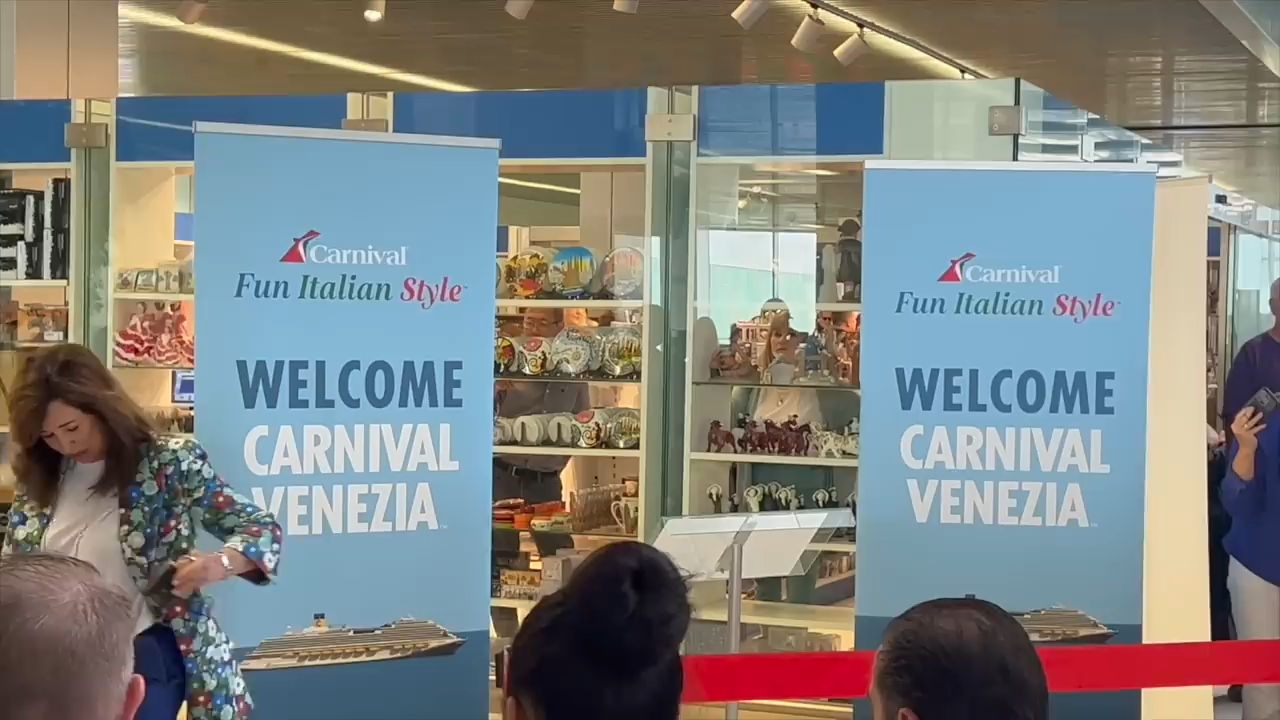 Carnival
Fun Italian Style
WELCOME
CARNIVAL
VENEZIA
Carnival
Fun Italian Style
WELCOME
CARNIVAL
VENEZIA